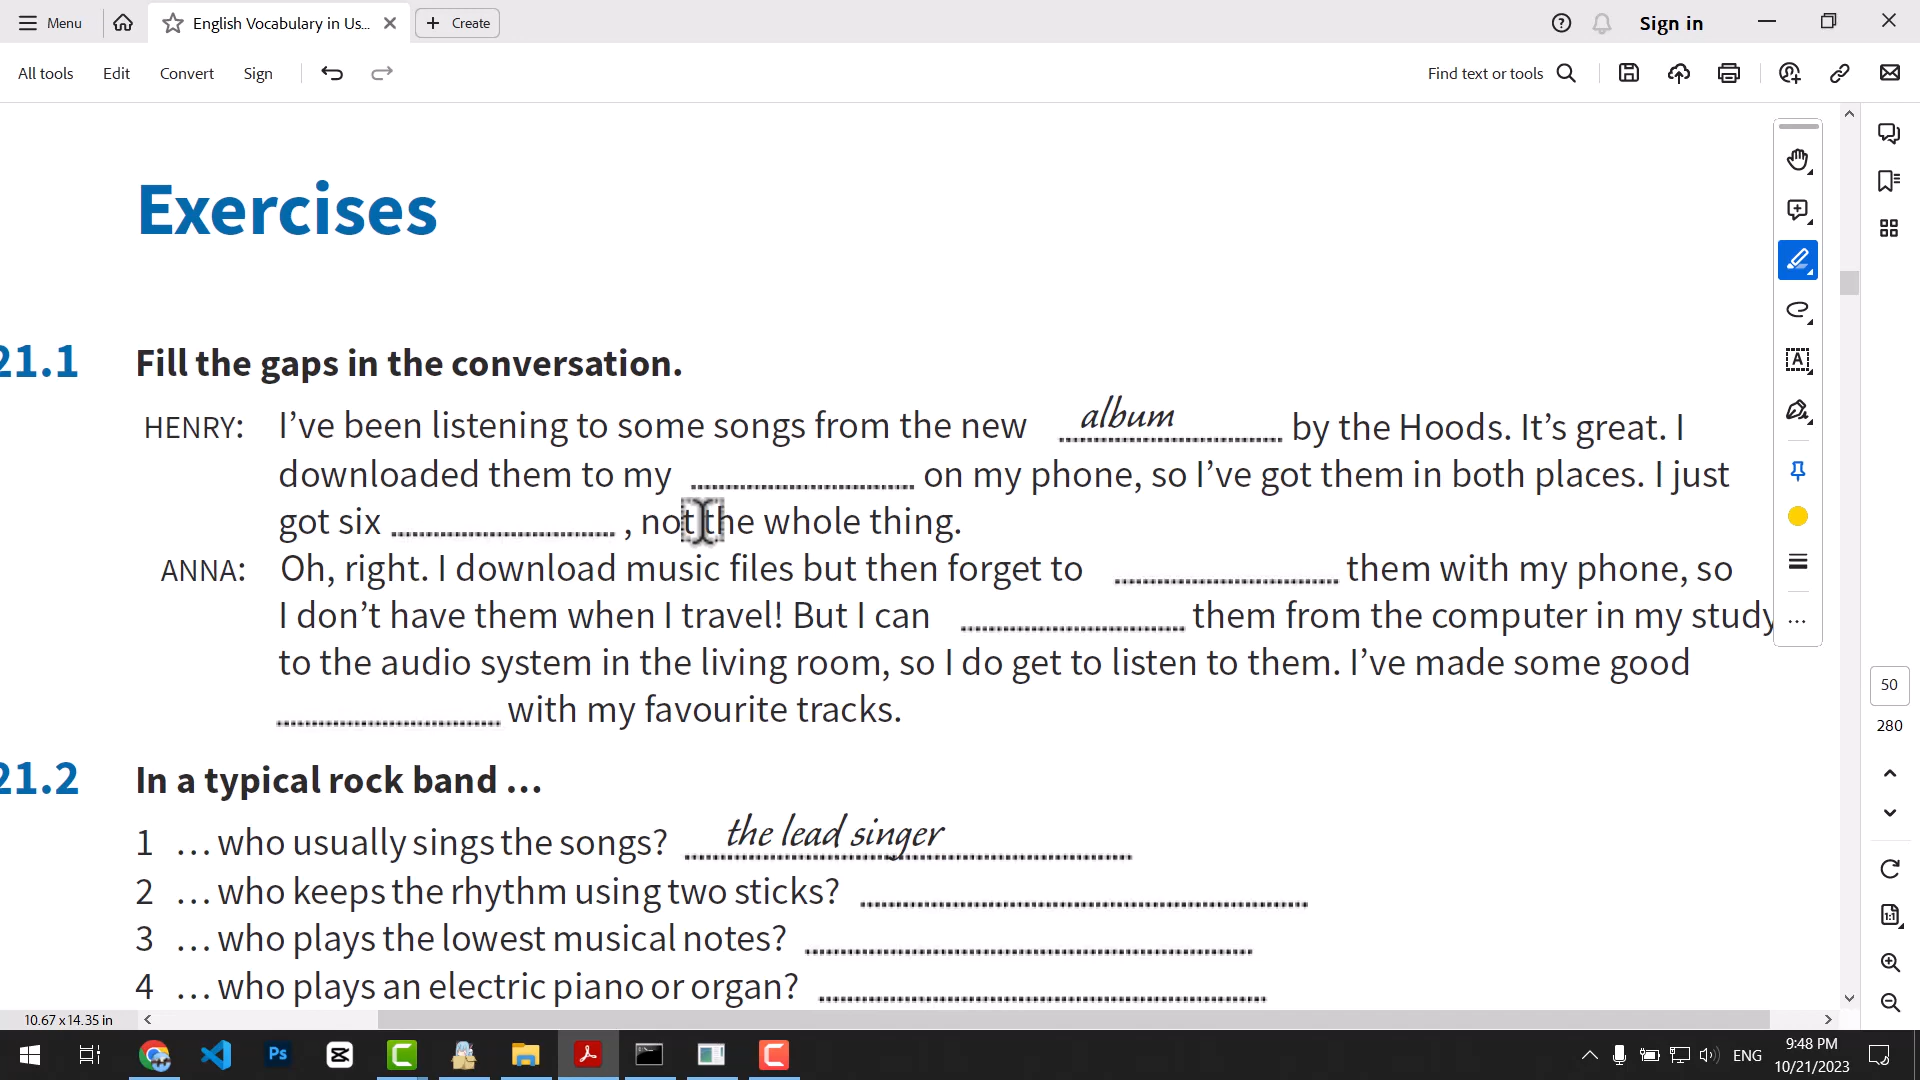 Menu
English Vocabulary in Us...
Create
Sign in
All tools
Edit
Convert
Sign
Find text or tools
Exercises
21.1 Fill the gaps in the conversation.
HENRY: I've been listening to some songs from the new album by the Hoods. It's great. I
downloaded them to my ........ on my phone, so I've got them in both places. I just
got six ........ , not the whole thing.
ANNA: Oh, right. I download music files but then forget to ........ them with my phone, so
I don't have them when I travel! But I can ........ them from the computer in my study
to the audio system in the living room, so I do get to listen to them. I've made some good
........ with my favourite tracks.
21.2 In a typical rock band ...
1 ... who usually sings the songs? the lead singer
2 ... who keeps the rhythm using two sticks? ........
3 ... who plays the lowest musical notes? ........
4 ... who plays an electric piano or organ? ........
50
280
10.67 x 14.35 in
Ps
ENG
9:48 PM
10/21/2023